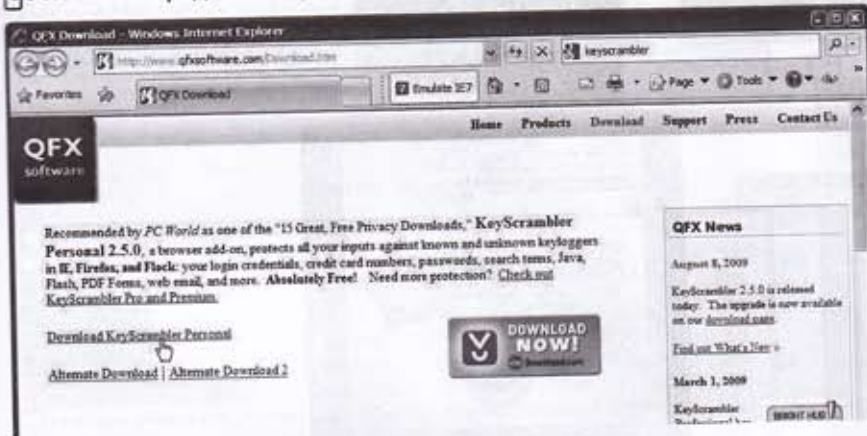 QFX Download - Windows Internet Explorer
http://www.qfxsoftware.com/Download.htm
keyscrambler
Favorites
QFX Download
Emulate IE7
Page
Tools
Home Products Download Support Press Contact Us
QFX
software
Recommended by PC World as one of the "15 Great, Free Privacy Downloads," KeyScrambler
Personal 2.5.0, a browser add-on, protects all your inputs against known and unknown keyloggers
in IE, Firefox, and Flock: your login credentials, credit card numbers, passwords, search terms, Java,
Flash, PDF Forms, web email, and more. Absolutely Free! Need more protection? Check out
KeyScrambler Pro and Premium.
Download KeyScrambler Personal
Alternate Download | Alternate Download 2
DOWNLOAD
NOW!
Download.com
QFX News
August 8, 2009
KeyScrambler 2.5.0 is released
today. The upgrade is now available
on our download page.
Find out What's New »
March 1, 2009
KeyScrambler
BRIGHT HUB